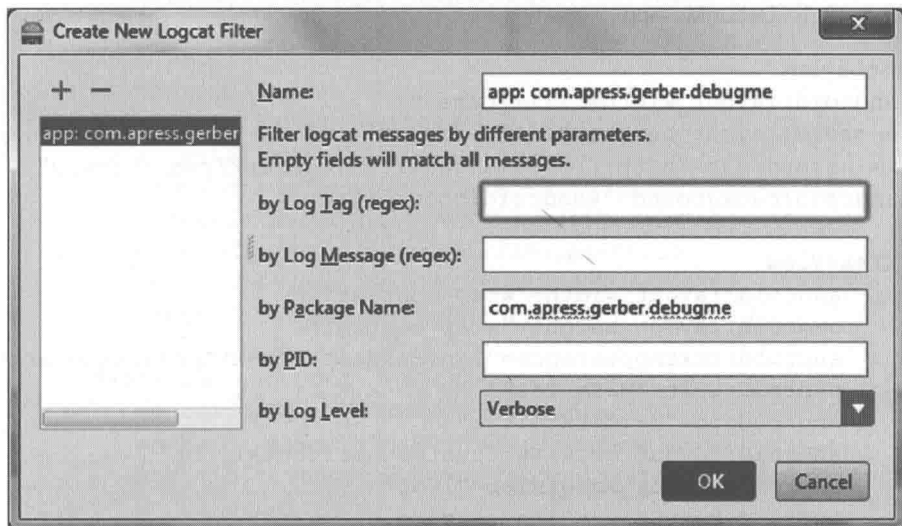 Create New Logcat Filter
Name:
app: com.apress.gerber.debugme
app: com.apress.gerber
Filter logcat messages by different parameters.
Empty fields will match all messages.
by Log Tag (regex):
by Log Message (regex):
by Package Name:
com.apress.gerber.debugme
by PID:
by Log Level:
Verbose
OK
Cancel